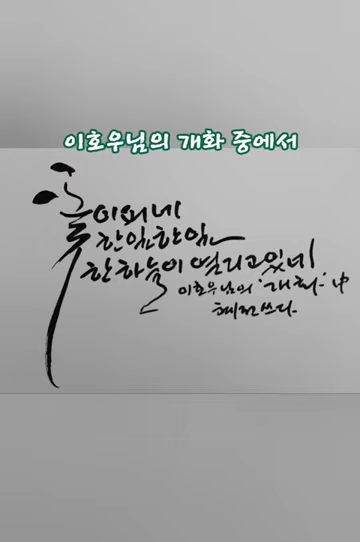 이호우님의 개화 중에서
꽃이 피네
한 잎 한 잎
한 하늘이 열리고 있네
이호우님의 '개화' 中
혜전 쓰다.